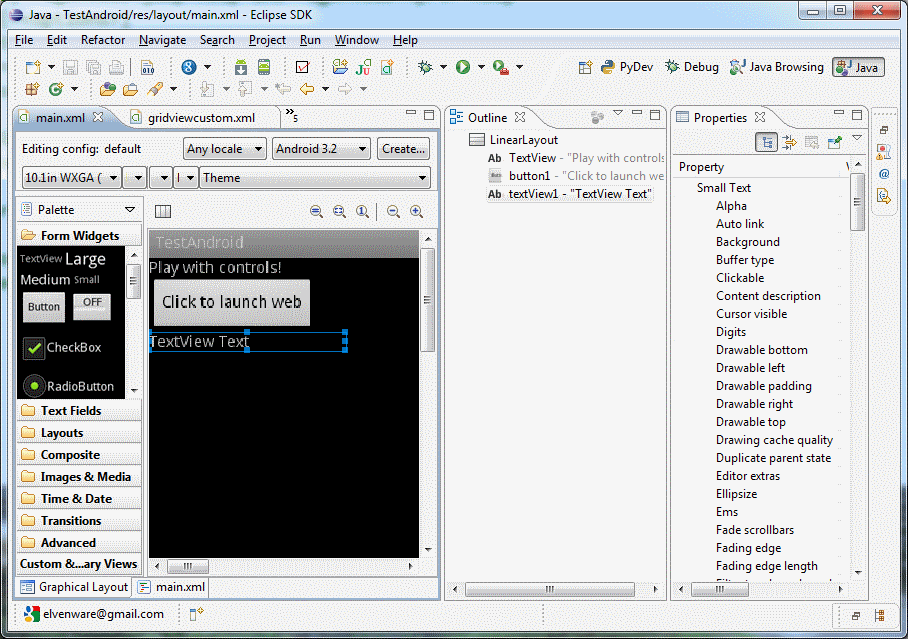 Java - TestAndroid/res/layout/main.xml - Eclipse SDK
File Edit Refactor Navigate Search Project Run Window Help
PyDev Debug Java Browsing Java
main.xml gridviewcustom.xml »5
Editing config: default Any locale Android 3.2 Create...
10.1in WXGA ( Theme
Palette
Form Widgets
TextView Large
Medium Small
Button OFF
CheckBox
RadioButton
Text Fields
Layouts
Composite
Images & Media
Time & Date
Transitions
Advanced
Custom &...ary Views
TestAndroid
Play with controls!
Click to launch web
TextView Text
Graphical Layout main.xml
Outline
LinearLayout
Ab TextView - "Play with controls
button1 - "Click to launch we
Ab textView1 - "TextView Text"
Properties
Property
Small Text
Alpha
Auto link
Background
Buffer type
Clickable
Content description
Cursor visible
Digits
Drawable bottom
Drawable left
Drawable padding
Drawable right
Drawable top
Drawing cache quality
Duplicate parent state
Editor extras
Ellipsize
Ems
Fade scrollbars
Fading edge
Fading edge length
elvenware@gmail.com